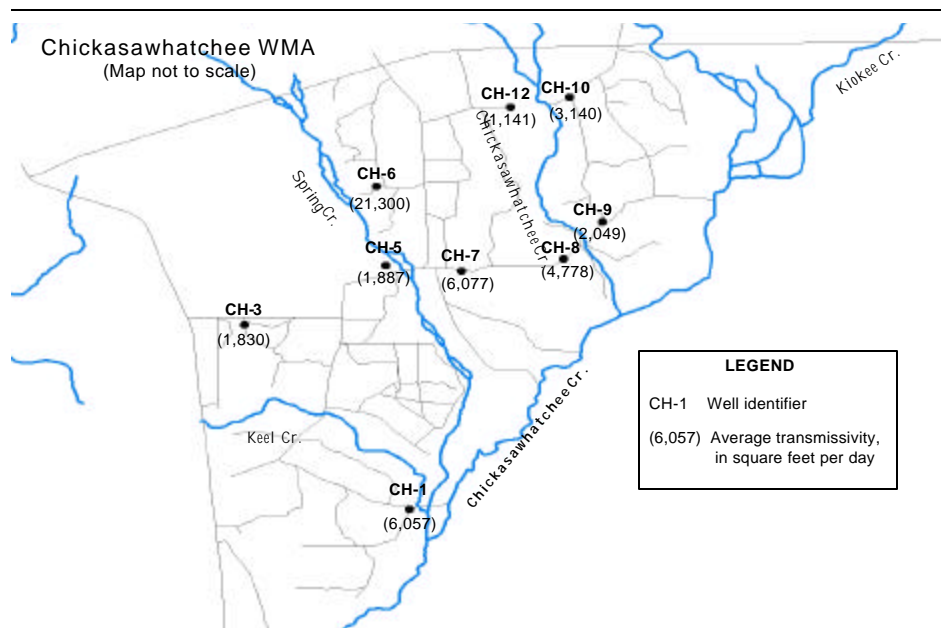 Chickasawhatchee WMA
(Map not to scale)
Kiokee Cr.
CH-12
(1,141)
CH-10
(3,140)
Chickasawhatchee Cr.
CH-6
(21,300)
Spring Cr.
CH-9
(2,049)
CH-5
(1,887)
CH-7
(6,077)
CH-8
(4,778)
CH-3
(1,830)
Keel Cr.
Chickasawhatchee Cr.
CH-1
(6,057)
LEGEND
CH-1 Well identifier
(6,057) Average transmissivity,
in square feet per day